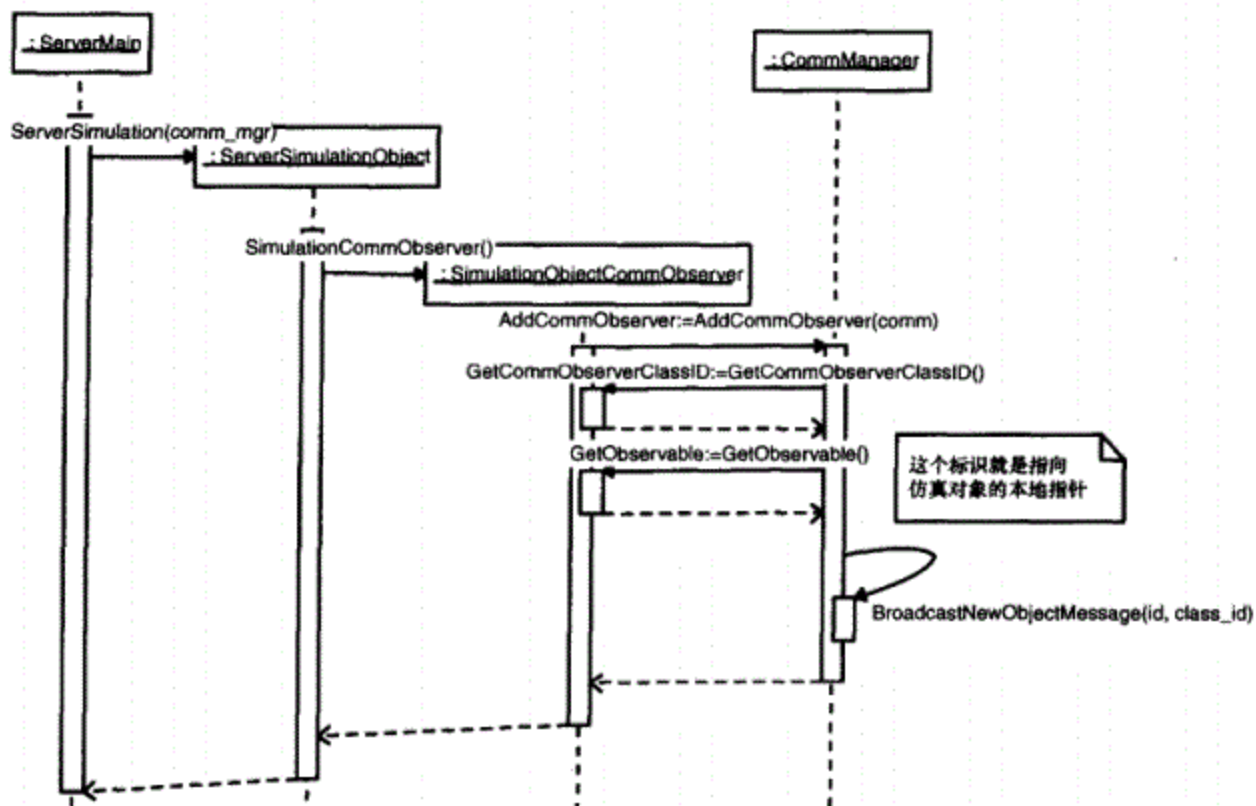 : ServerMain
: CommManager
ServerSimulation(comm_mgr)
: ServerSimulationObject
SimulationCommObserver()
: SimulationObjectCommObserver
AddCommObserver:=AddCommObserver(comm)
GetCommObserverClassID:=GetCommObserverClassID()
GetObservable:=GetObservable()
这个标识就是指向
仿真对象的本地指针
BroadcastNewObjectMessage(id, class_id)